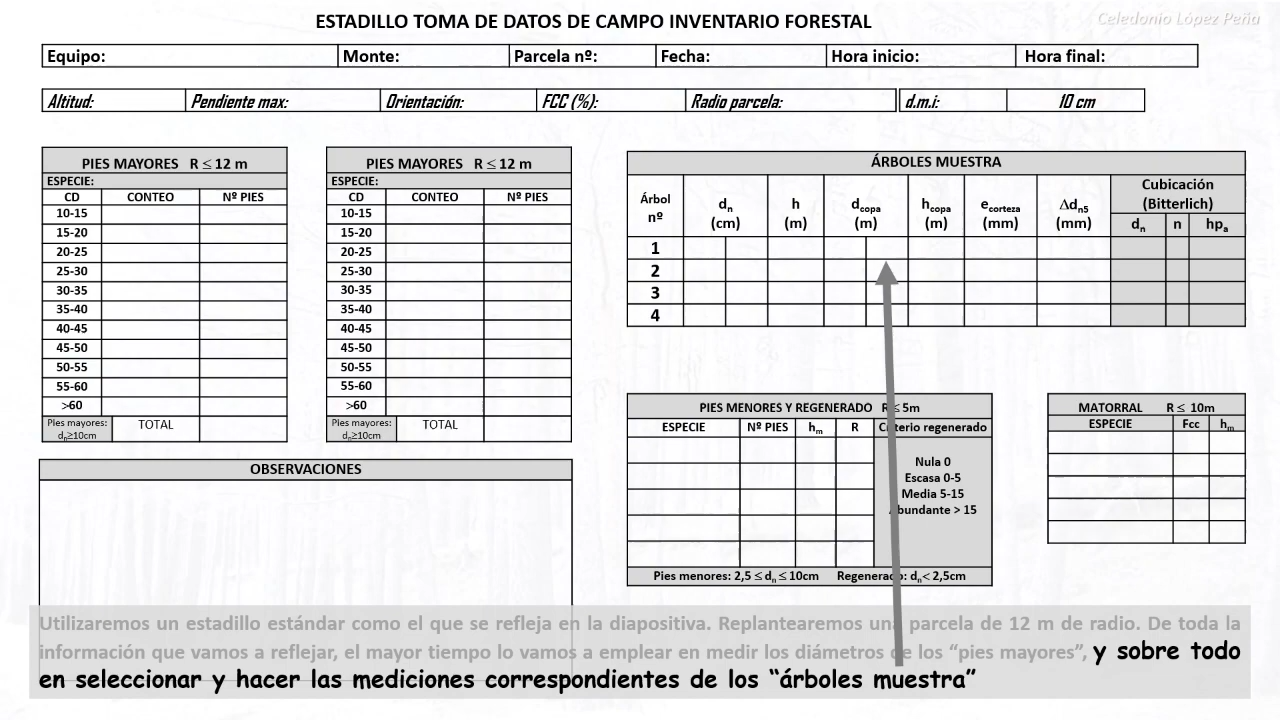 ESTADILLO TOMA DE DATOS DE CAMPO INVENTARIO FORESTAL
Celedonio López Peña
Equipo: Monte: Parcela nº: Fecha: Hora inicio: Hora final:
Altitud: Pendiente max: Orientación: FCC (%): Radio parcela: d.m.i: 10 cm
PIES MAYORES R ≤ 12 m
ESPECIE:
CD CONTEO Nº PIES
10-15
15-20
20-25
25-30
30-35
35-40
40-45
45-50
50-55
55-60
>60
Pies mayores: TOTAL
dn≥10cm
PIES MAYORES R ≤ 12 m
ESPECIE:
CD CONTEO Nº PIES
10-15
15-20
20-25
25-30
30-35
35-40
40-45
45-50
50-55
55-60
>60
Pies mayores: TOTAL
dn≥10cm
ÁRBOLES MUESTRA
Árbol nº dn (cm) h (m) dcopa (m) hcopa (m) ecorteza (mm) Δdn5 (mm) Cubicación (Bitterlich)
dn n hpa
1
2
3
4
PIES MENORES Y REGENERADO R ≤ 5m
ESPECIE Nº PIES hm R Criterio regenerado
Nula 0
Escasa 0-5
Media 5-15
Abundante > 15
Pies menores: 2,5 ≤ dn ≤ 10cm Regenerado: dn< 2,5cm
MATORRAL R ≤ 10m
ESPECIE Fcc hm
OBSERVACIONES
Utilizaremos un estadillo estándar como el que se refleja en la diapositiva. Replantearemos una parcela de 12 m de radio. De toda la
información que vamos a reflejar, el mayor tiempo lo vamos a emplear en medir los diámetros de los “pies mayores”, y sobre todo
en seleccionar y hacer las mediciones correspondientes de los “árboles muestra”